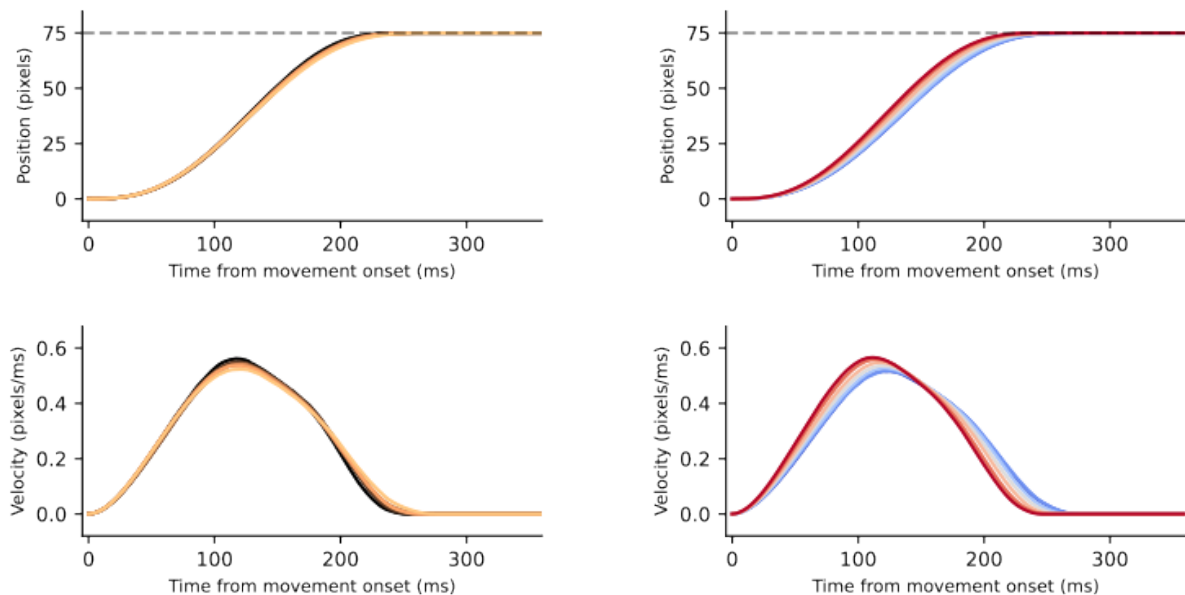 75
50
25
0
Position (pixels)
0 100 200 300
Time from movement onset (ms)
75
50
25
0
Position (pixels)
0 100 200 300
Time from movement onset (ms)
0.6
0.4
0.2
0.0
Velocity (pixels/ms)
0 100 200 300
Time from movement onset (ms)
0.6
0.4
0.2
0.0
Velocity (pixels/ms)
0 100 200 300
Time from movement onset (ms)